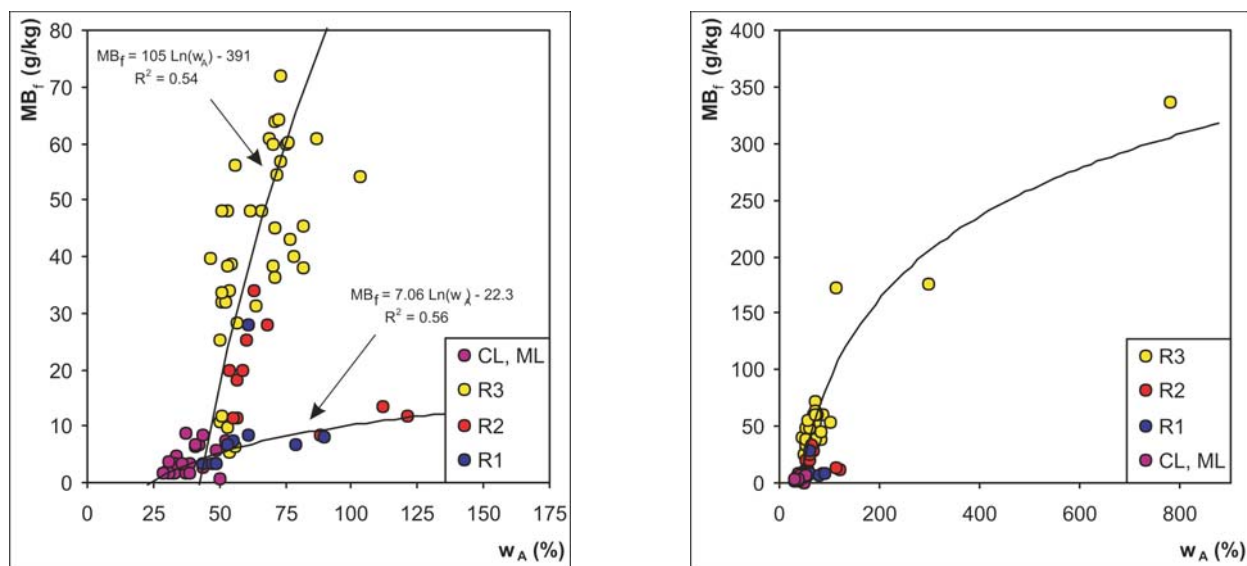 MBf (g/kg)
80
70
60
50
40
30
20
10
0
MBf = 105 Ln(wA) - 391
R² = 0.54
MBf = 7.06 Ln(wA) - 22.3
R² = 0.56
CL, ML
R3
R2
R1
0 25 50 75 100 125 150 175
wA (%)
MBf (g/kg)
400
350
300
250
200
150
100
50
0
R3
R2
R1
CL, ML
0 200 400 600 800
wA (%)